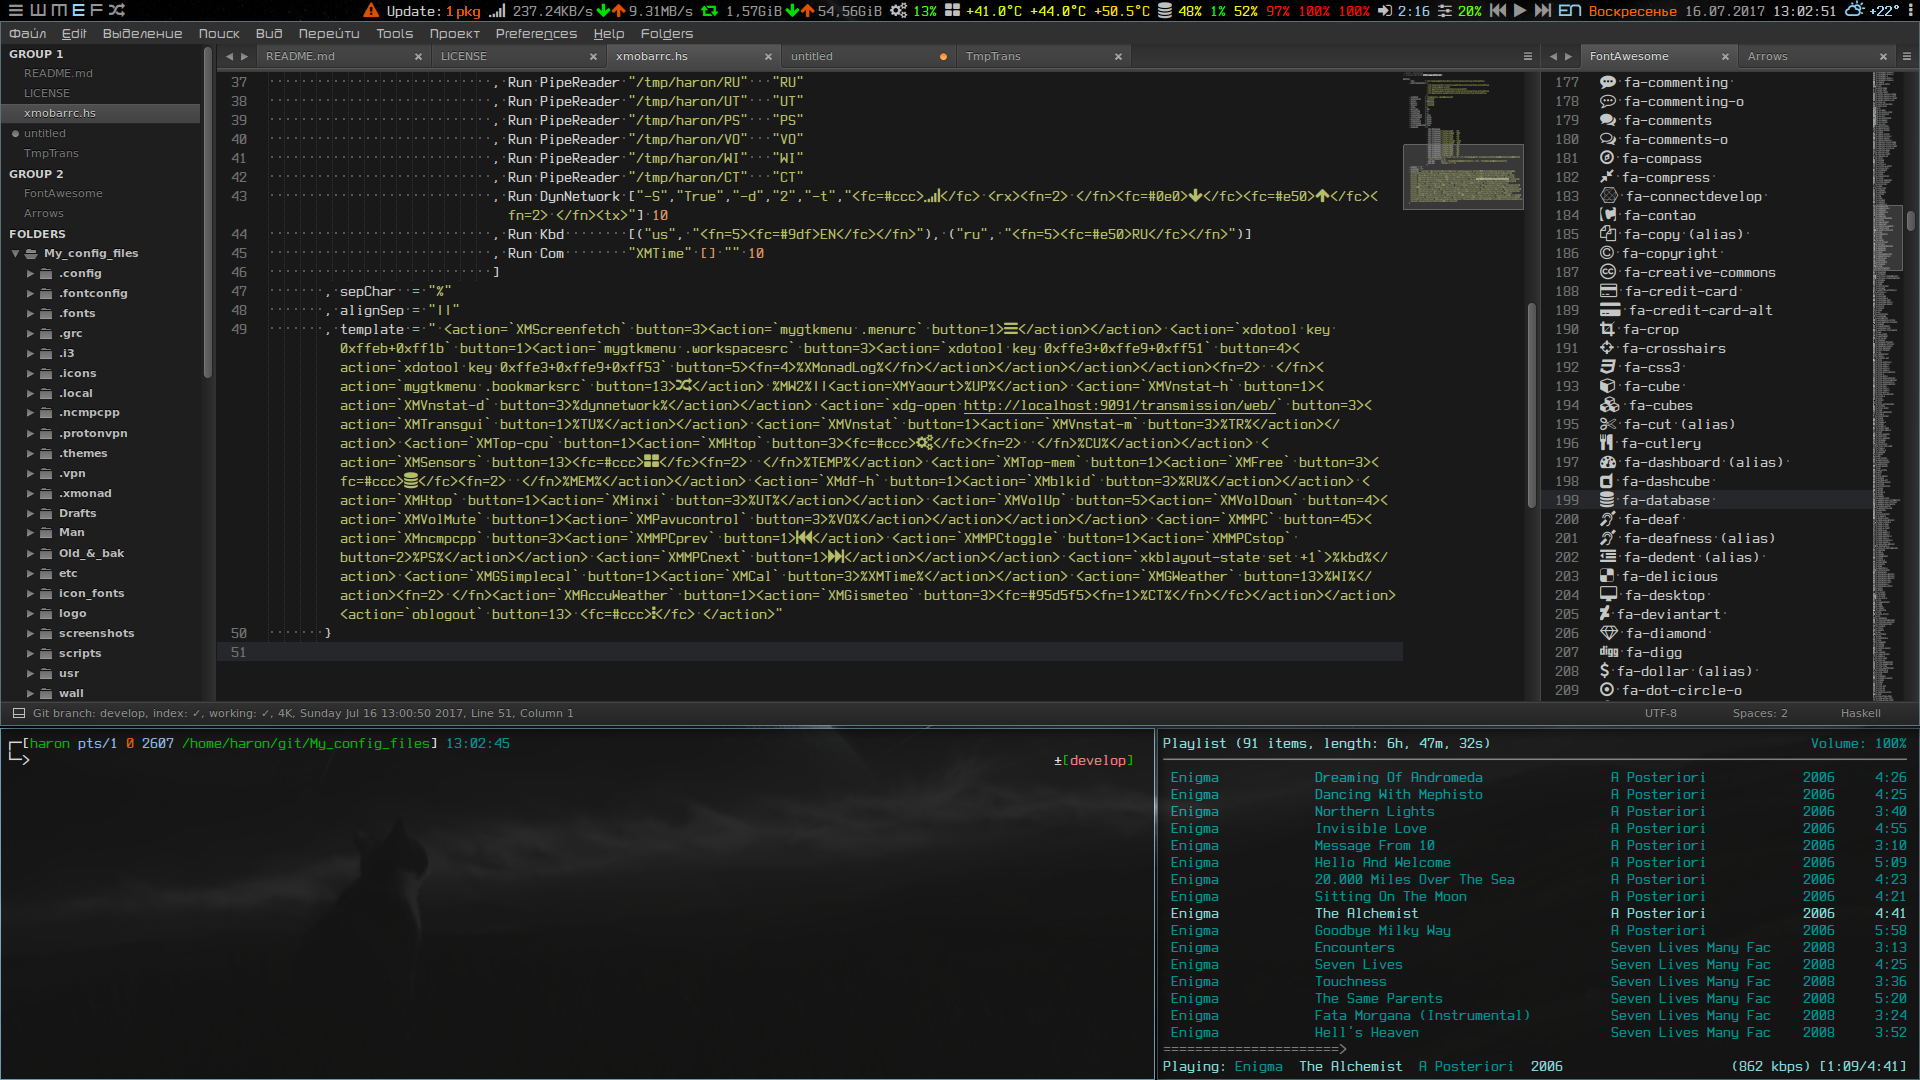 Ш M E F Update: 1 pkg 237.24KB/s 9.31MB/s 1,57GiB 54,56GiB 13% +41.0°C +44.0°C +50.5°C 48% 1% 52% 97% 100% 100% 2:16 20% EN Воскресенье 16.07.2017 13:02:51 +22°
Файл Edit Выделение Поиск Вид Перейти Tools Проект Preferences Help Folders
GROUP 1
README.md
LICENSE
xmobarrc.hs
untitled
TmpTrans
GROUP 2
FontAwesome
Arrows
FOLDERS
My_config_files
.config
.fontconfig
.fonts
.grc
.i3
.icons
.local
.ncmpcpp
.protonvpn
.themes
.vpn
.xmonad
Drafts
Man
Old_&_bak
etc
icon_fonts
logo
screenshots
scripts
usr
wall
README.md LICENSE xmobarrc.hs untitled TmpTrans
37 , Run PipeReader "/tmp/haron/RU" "RU"
38 , Run PipeReader "/tmp/haron/UT" "UT"
39 , Run PipeReader "/tmp/haron/PS" "PS"
40 , Run PipeReader "/tmp/haron/VO" "VO"
41 , Run PipeReader "/tmp/haron/WI" "WI"
42 , Run PipeReader "/tmp/haron/CT" "CT"
43 , Run DynNetwork ["-S","True","-d","2","-t","<fc=#ccc></fc> <rx><fn=2> </fn><fc=#0e0>🡻</fc><fc=#e50>🡹</fc><
fn=2> </fn><tx>"] 10
44 , Run Kbd [("us", "<fn=5><fc=#9df>EN</fc></fn>"), ("ru", "<fn=5><fc=#e50>RU</fc></fn>")]
45 , Run Com "XMTime" [] "" 10
46 ]
47 , sepChar = "%"
48 , alignSep = "||"
49 , template = " <action=`XMScreenfetch` button=3><action=`mygtkmenu .menurc` button=1></action></action> <action=`xdotool key
0xffeb+0xff1b` button=1><action=`mygtkmenu .workspacesrc` button=3><action=`xdotool key 0xffe3+0xffe9+0xff51` button=4><
action=`xdotool key 0xffe3+0xffe9+0xff53` button=5><fn=4>%XMonadLog%</fn></action></action></action></action><fn=2> </fn><
action=`mygtkmenu .bookmarksrc` button=13></action> %MW2%||<action=XMYaourt>%UP%</action> <action=`XMVnstat-h` button=1><
action=`XMVnstat-d` button=3>%dynnetwork%</action></action> <action=`xdg-open http://localhost:9091/transmission/web/` button=3><
action=`XMTransgui` button=1>%TU%</action></action> <action=`XMVnstat` button=1><action=`XMVnstat-m` button=3>%TR%</action></
action> <action=`XMTop-cpu` button=1><action=`XMHtop` button=3><fc=#ccc></fc><fn=2> </fn>%CU%</action></action> <
action=`XMSensors` button=13><fc=#ccc></fc><fn=2> </fn>%TEMP%</action> <action=`XMTop-mem` button=1><action=`XMFree` button=3><
fc=#ccc></fc><fn=2> </fn>%MEM%</action></action> <action=`XMdf-h` button=1><action=`XMblkid` button=3>%RU%</action></action> <
action=`XMHtop` button=1><action=`XMinxi` button=3>%UT%</action></action> <action=`XMVolUp` button=5><action=`XMVolDown` button=4><
action=`XMVolMute` button=1><action=`XMPavucontrol` button=3>%VO%</action></action></action></action> <action=`XMMPC` button=45><
action=`XMncmpcpp` button=3><action=`XMMPCprev` button=1></action> <action=`XMMPCtoggle` button=1><action=`XMMPCstop`
button=2>%PS%</action></action> <action=`XMMPCnext` button=1></action></action></action> <action=`xkblayout-state set +1`>%kbd%</
action> <action=`XMGSimplecal` button=1><action=`XMCal` button=3>%XMTime%</action></action> <action=`XMGWeather` button=13>%WI%</
action><fn=2> </fn><action=`XMAccuWeather` button=1><action=`XMGismeteo` button=3><fc=#95d5f5><fn=1>%CT%</fn></fc></action></action>
<action=`oblogout` button=13> <fc=#ccc></fc> </action>"
50 }
51
FontAwesome Arrows
177 fa-commenting
178 fa-commenting-o
179 fa-comments
180 fa-comments-o
181 fa-compass
182 fa-compress
183 fa-connectdevelop
184 fa-contao
185 fa-copy (alias)
186 fa-copyright
187 fa-creative-commons
188 fa-credit-card
189 fa-credit-card-alt
190 fa-crop
191 fa-crosshairs
192 fa-css3
193 fa-cube
194 fa-cubes
195 fa-cut (alias)
196 fa-cutlery
197 fa-dashboard (alias)
198 fa-dashcube
199 fa-database
200 fa-deaf
201 fa-deafness (alias)
202 fa-dedent (alias)
203 fa-delicious
204 fa-desktop
205 fa-deviantart
206 fa-diamond
207 fa-digg
208 fa-dollar (alias)
209 fa-dot-circle-o
Git branch: develop, index: ✓, working: ✓, 4K, Sunday Jul 16 13:00:50 2017, Line 51, Column 1 UTF-8 Spaces: 2 Haskell
┌─[haron pts/1 0 2607 /home/haron/git/My_config_files] 13:02:45
└─> ±[develop]
Playlist (91 items, length: 6h, 47m, 32s) Volume: 100%
Enigma Dreaming Of Andromeda A Posteriori 2006 4:26
Enigma Dancing With Mephisto A Posteriori 2006 4:25
Enigma Northern Lights A Posteriori 2006 3:40
Enigma Invisible Love A Posteriori 2006 4:55
Enigma Message From IO A Posteriori 2006 3:10
Enigma Hello And Welcome A Posteriori 2006 5:09
Enigma 20.000 Miles Over The Sea A Posteriori 2006 4:23
Enigma Sitting On The Moon A Posteriori 2006 4:21
Enigma The Alchemist A Posteriori 2006 4:41
Enigma Goodbye Milky Way A Posteriori 2006 5:58
Enigma Encounters Seven Lives Many Fac 2008 3:13
Enigma Seven Lives Seven Lives Many Fac 2008 4:25
Enigma Touchness Seven Lives Many Fac 2008 3:36
Enigma The Same Parents Seven Lives Many Fac 2008 5:20
Enigma Fata Morgana (Instrumental) Seven Lives Many Fac 2008 3:24
Enigma Hell's Heaven Seven Lives Many Fac 2008 3:52
======================>
Playing: Enigma The Alchemist A Posteriori 2006 (862 kbps) [1:09/4:41]